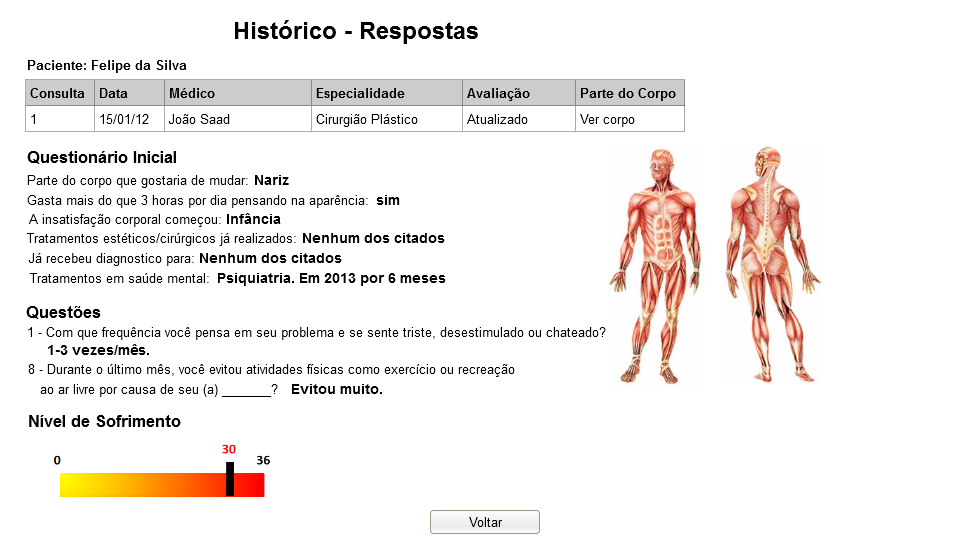 Histórico - Respostas
Paciente: Felipe da Silva
Consulta Data Médico Especialidade Avaliação Parte do Corpo
1 15/01/12 João Saad Cirurgião Plástico Atualizado Ver corpo
Questionário Inicial
Parte do corpo que gostaria de mudar: Nariz
Gasta mais do que 3 horas por dia pensando na aparência: sim
A insatisfação corporal começou: Infância
Tratamentos estéticos/cirúrgicos já realizados: Nenhum dos citados
Já recebeu diagnostico para: Nenhum dos citados
Tratamentos em saúde mental: Psiquiatria. Em 2013 por 6 meses
Questões
1 - Com que frequência você pensa em seu problema e se sente triste, desestimulado ou chateado?
1-3 vezes/mês.
8 - Durante o último mês, você evitou atividades físicas como exercício ou recreação
ao ar livre por causa de seu (a) _______? Evitou muito.
Nível de Sofrimento
30
0 36
Voltar